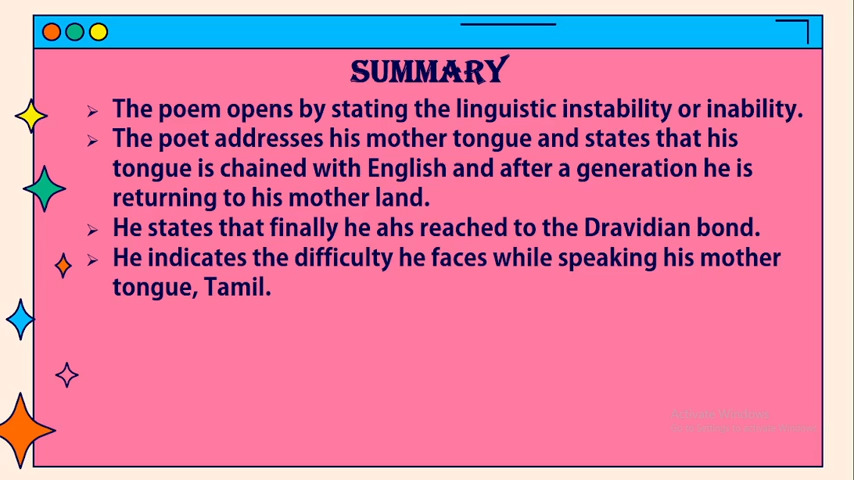 SUMMARY
The poem opens by stating the linguistic instability or inability.
The poet addresses his mother tongue and states that his
tongue is chained with English and after a generation he is
returning to his mother land.
He states that finally he ahs reached to the Dravidian bond.
He indicates the difficulty he faces while speaking his mother
tongue, Tamil.
Activate Windows